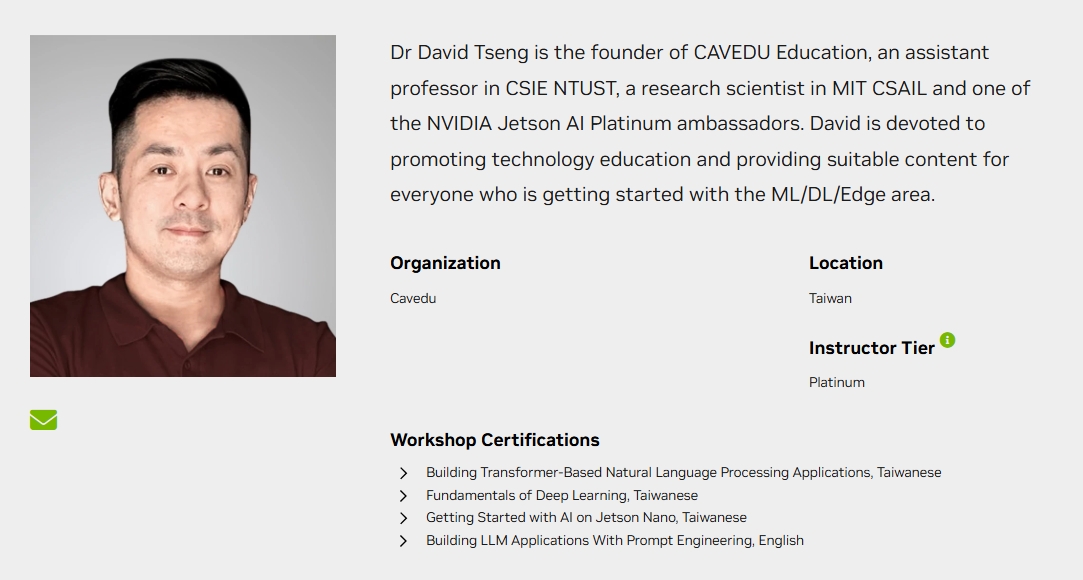 Dr David Tseng is the founder of CAVEDU Education, an assistant
professor in CSIE NTUST, a research scientist in MIT CSAIL and one of
the NVIDIA Jetson AI Platinum ambassadors. David is devoted to
promoting technology education and providing suitable content for
everyone who is getting started with the ML/DL/Edge area.
Organization
Cavedu
Location
Taiwan
Instructor Tier
Platinum
Workshop Certifications
Building Transformer-Based Natural Language Processing Applications, Taiwanese
Fundamentals of Deep Learning, Taiwanese
Getting Started with AI on Jetson Nano, Taiwanese
Building LLM Applications With Prompt Engineering, English